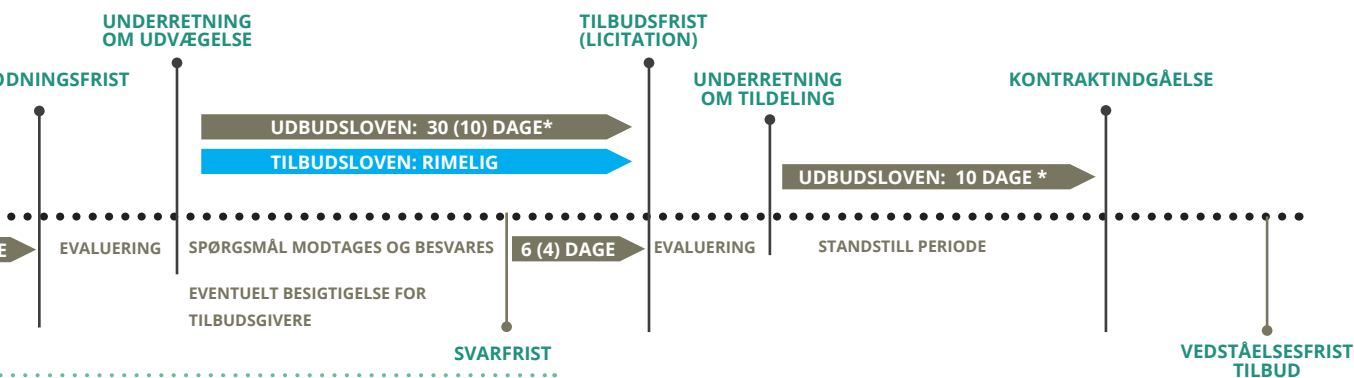 UNDERRETNING
OM UDVÆGELSE
TILBUDSFRIST
(LICITATION)
ODNINGSFRIST
UNDERRETNING
OM TILDELING
KONTRAKTINDGÅELSE
UDBUDSLOVEN: 30 (10) DAGE*
TILBUDSLOVEN: RIMELIG
UDBUDSLOVEN: 10 DAGE *
E
EVALUERING
SPØRGSMÅL MODTAGES OG BESVARES
6 (4) DAGE
EVALUERING
STANDSTILL PERIODE
EVENTUELT BESIGTIGELSE FOR
TILBUDSGIVERE
SVARFRIST
VEDSTÅELSESFRIST
TILBUD